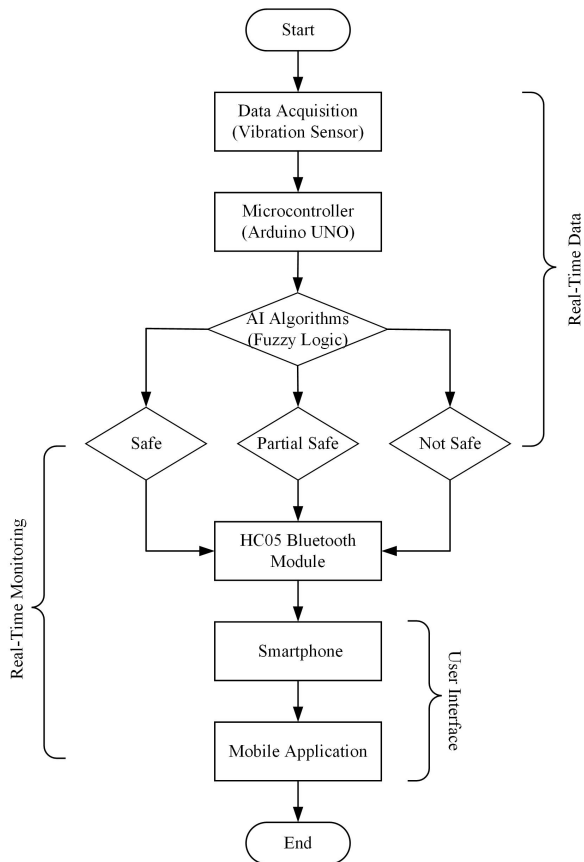 Start
Data Acquisition
(Vibration Sensor)
Microcontroller
(Arduino UNO)
Real-Time Data
AI Algorithms
(Fuzzy Logic)
Safe
Partial Safe
Not Safe
HC05 Bluetooth
Module
Real-Time Monitoring
Smartphone
User Interface
Mobile Application
End